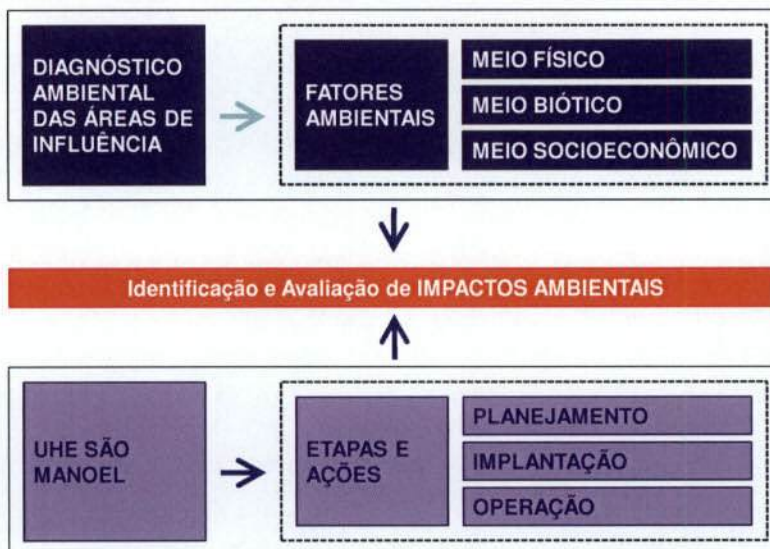 DIAGNÓSTICO
AMBIENTAL
DAS ÁREAS DE
INFLUÊNCIA
FATORES
AMBIENTAIS
MEIO FÍSICO
MEIO BIÓTICO
MEIO SOCIOECONÔMICO
Identificação e Avaliação de IMPACTOS AMBIENTAIS
UHE SÃO
MANOEL
ETAPAS E
AÇÕES
PLANEJAMENTO
IMPLANTAÇÃO
OPERAÇÃO